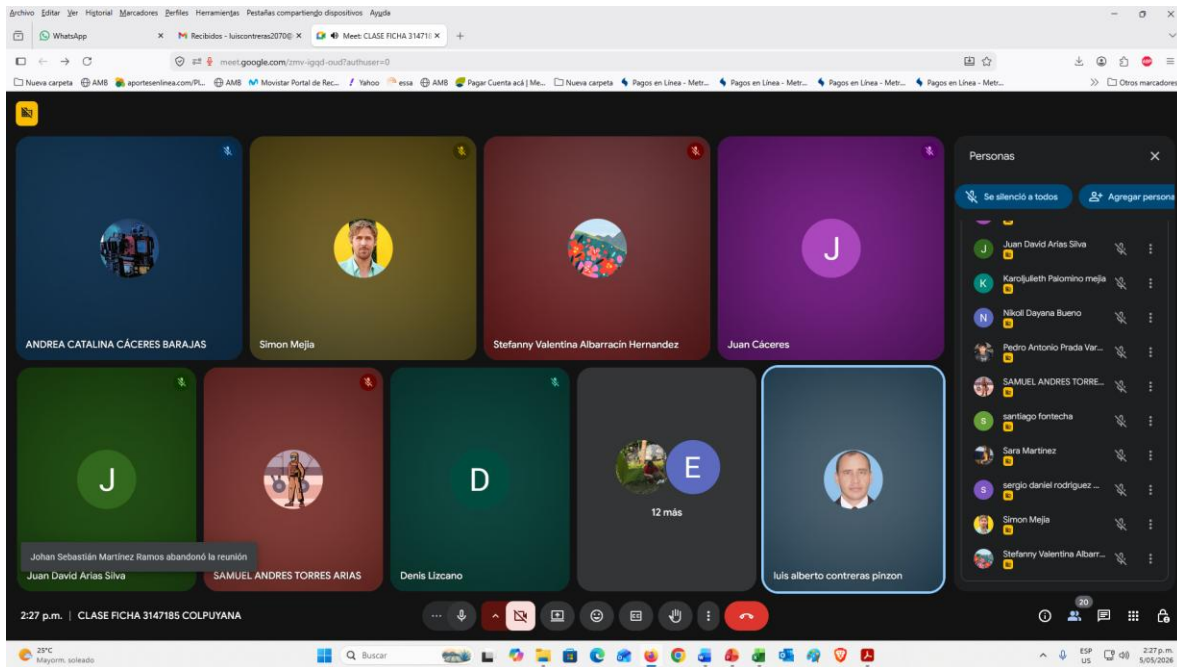 Archivo Editar Ver Historial Marcadores Perfiles Herramientas Pestañas compartiendo dispositivos Ayuda
WhatsApp
Recibidos - luiscontreras2070@
Meet: CLASE FICHA 314718
meet.google.com/zmv-igqd-oud?authuser=0
Nueva carpeta AMB aportesenlinea.com/PL... AMB Movistar Portal de Rec... Yahoo essa AMB Pagar Cuenta acá | Me... Nueva carpeta Pagos en Línea - Metr... Pagos en Línea - Metr... Pagos en Línea - Metr... Pagos en Línea - Metr... Otros marcadores
ANDREA CATALINA CÁCERES BARAJAS
Simon Mejia
Stefanny Valentina Albarracín Hernandez
Juan Cáceres
J
J
D
E
12 más
Johan Sebastián Martínez Ramos abandonó la reunión
Juan David Arias Silva
SAMUEL ANDRES TORRES ARIAS
Denis Lizcano
luis alberto contreras pinzon
Personas
Se silenció a todos
Agregar persona
J Juan David Arias Silva
K Karoljulieth Palomino mejia
N Nikoll Dayana Bueno
Pedro Antonio Prada Var...
SAMUEL ANDRES TORRE...
s santiago fontecha
Sara Martinez
s sergio daniel rodriguez ...
Simon Mejia
Stefanny Valentina Albarr...
2:27 p.m. | CLASE FICHA 3147185 COLPUYANA
20
25°C
Mayorm. soleado
Buscar
ESP
US
2:27 p.m.
5/05/2026